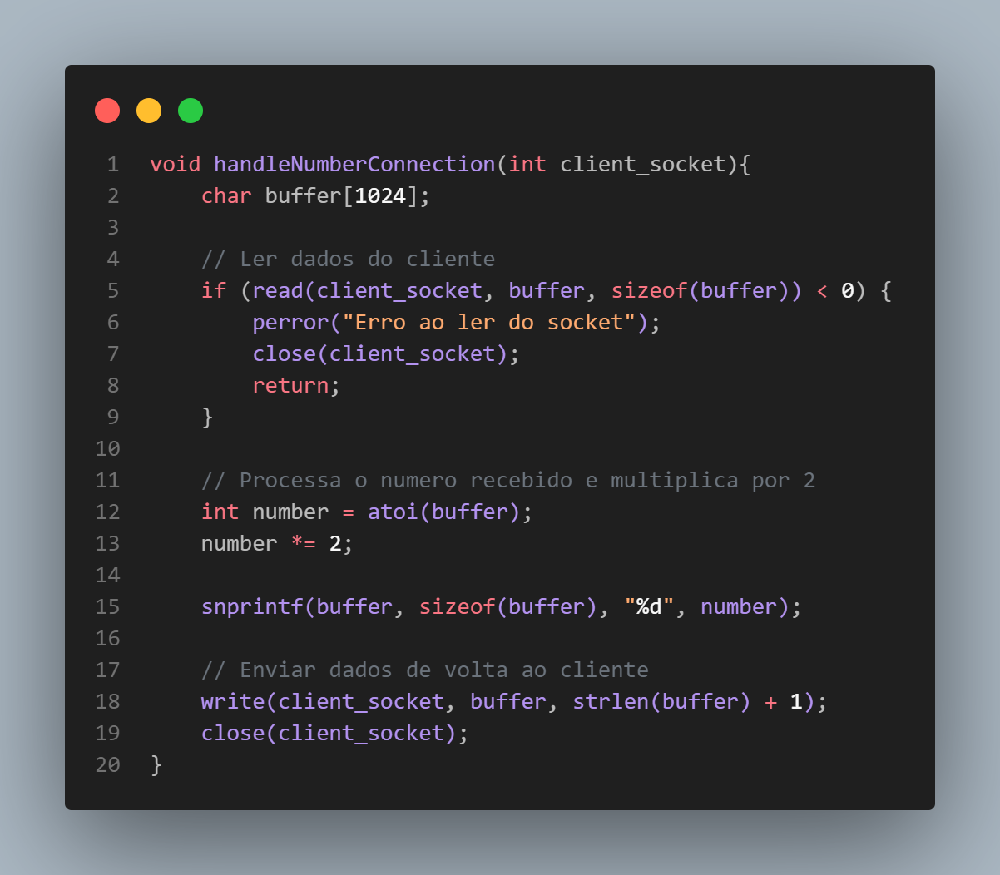 1 void handleNumberConnection(int client_socket){
2     char buffer[1024];
3
4     // Ler dados do cliente
5     if (read(client_socket, buffer, sizeof(buffer)) < 0) {
6         perror("Erro ao ler do socket");
7         close(client_socket);
8         return;
9     }
10
11     // Processa o numero recebido e multiplica por 2
12     int number = atoi(buffer);
13     number *= 2;
14
15     snprintf(buffer, sizeof(buffer), "%d", number);
16
17     // Enviar dados de volta ao cliente
18     write(client_socket, buffer, strlen(buffer) + 1);
19     close(client_socket);
20 }